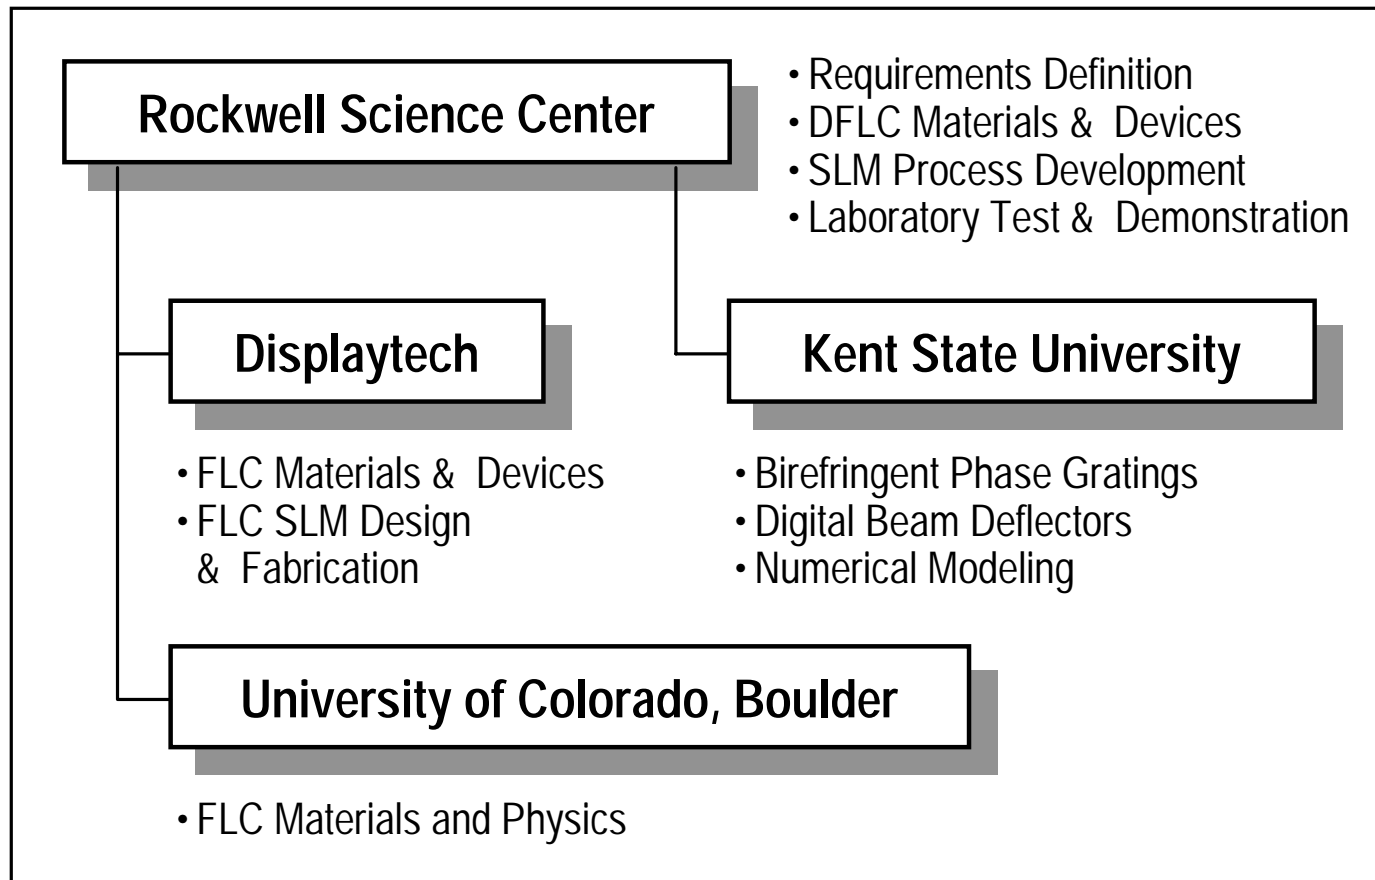 Rockwell Science Center
• Requirements Definition
• DFLC Materials & Devices
• SLM Process Development
• Laboratory Test & Demonstration
Displaytech
• FLC Materials & Devices
• FLC SLM Design
& Fabrication
Kent State University
• Birefringent Phase Gratings
• Digital Beam Deflectors
• Numerical Modeling
University of Colorado, Boulder
• FLC Materials and Physics